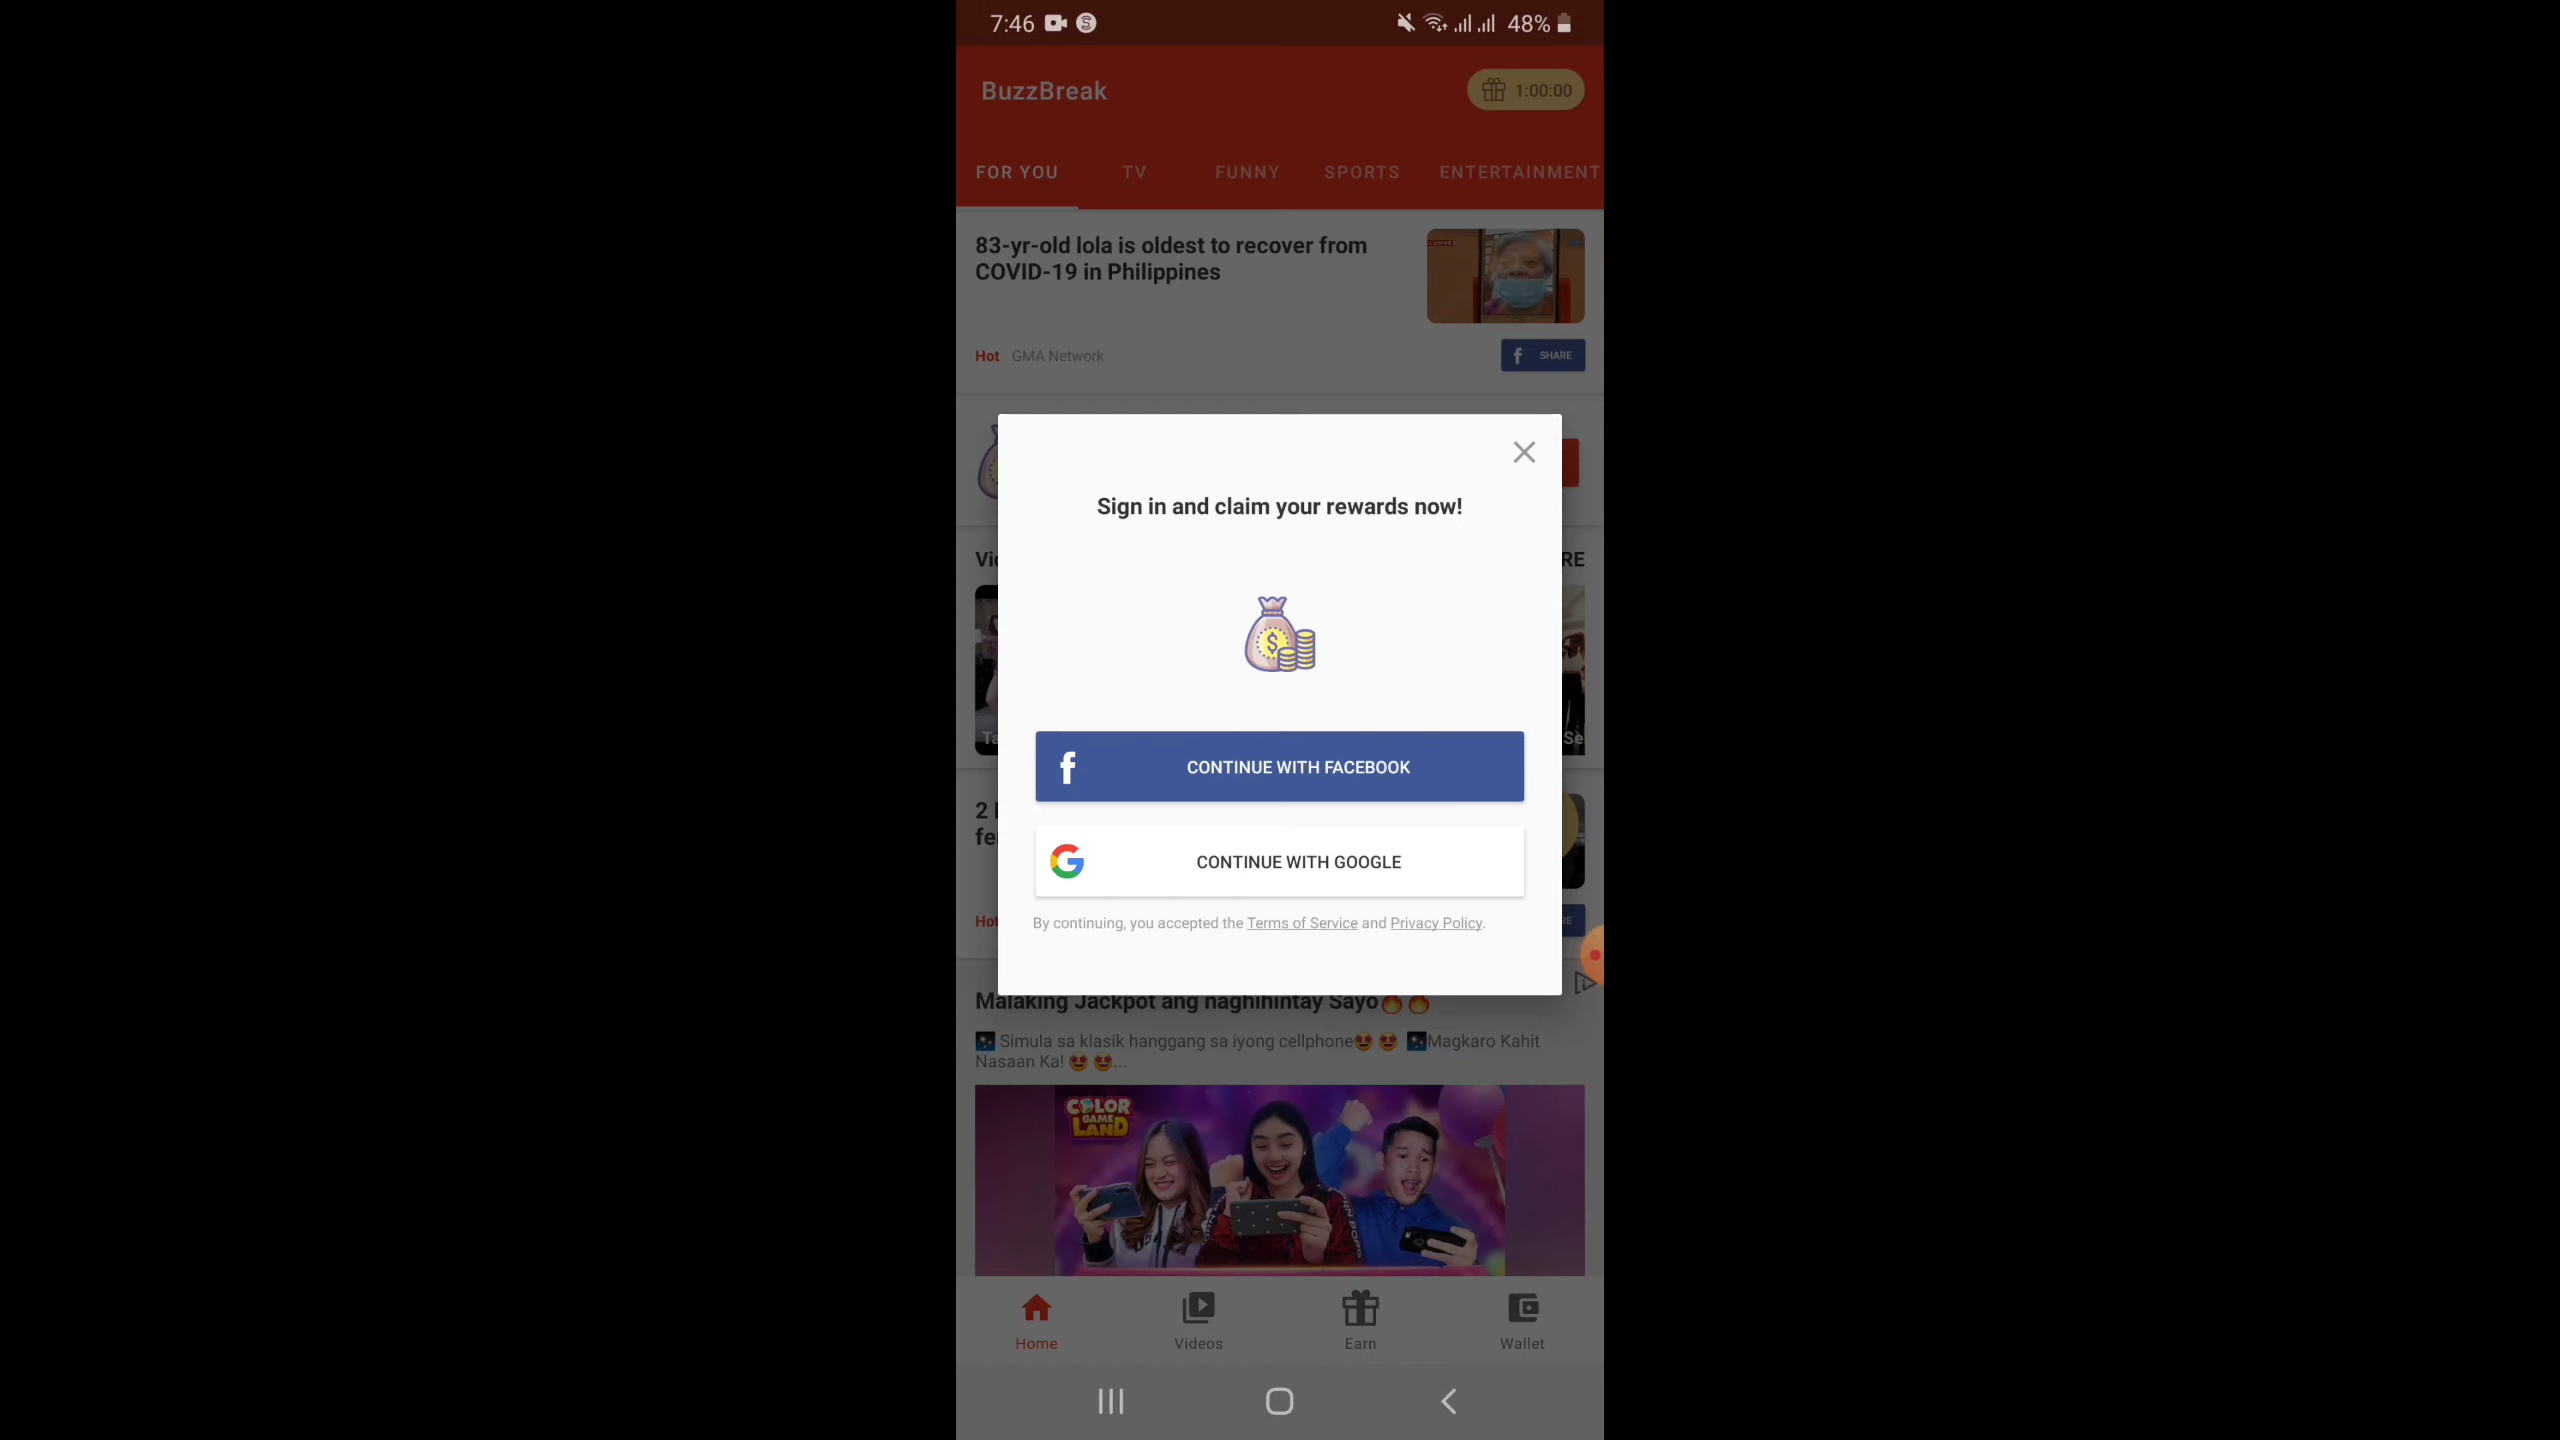 7:46
48%
BuzzBreak
1:00:00
FOR YOU
TV
FUNNY
SPORTS
ENTERTAINMENT
83-yr-old lola is oldest to recover from
COVID-19 in Philippines
Hot GMA Network
SHARE
Sign in and claim your rewards now!
RE
Se
CONTINUE WITH FACEBOOK
2
CONTINUE WITH GOOGLE
By continuing, you accepted the Terms of Service and Privacy Policy.
Malaking Jackpot ang naghihintay Sayo🔥🔥
Simula sa klasik hanggang sa iyong cellphone🤩 🤩 Magkaro Kahit
Nasaan Ka! 🤩 🤩...
COLOR
GAME
LAND
Home
Videos
Earn
Wallet